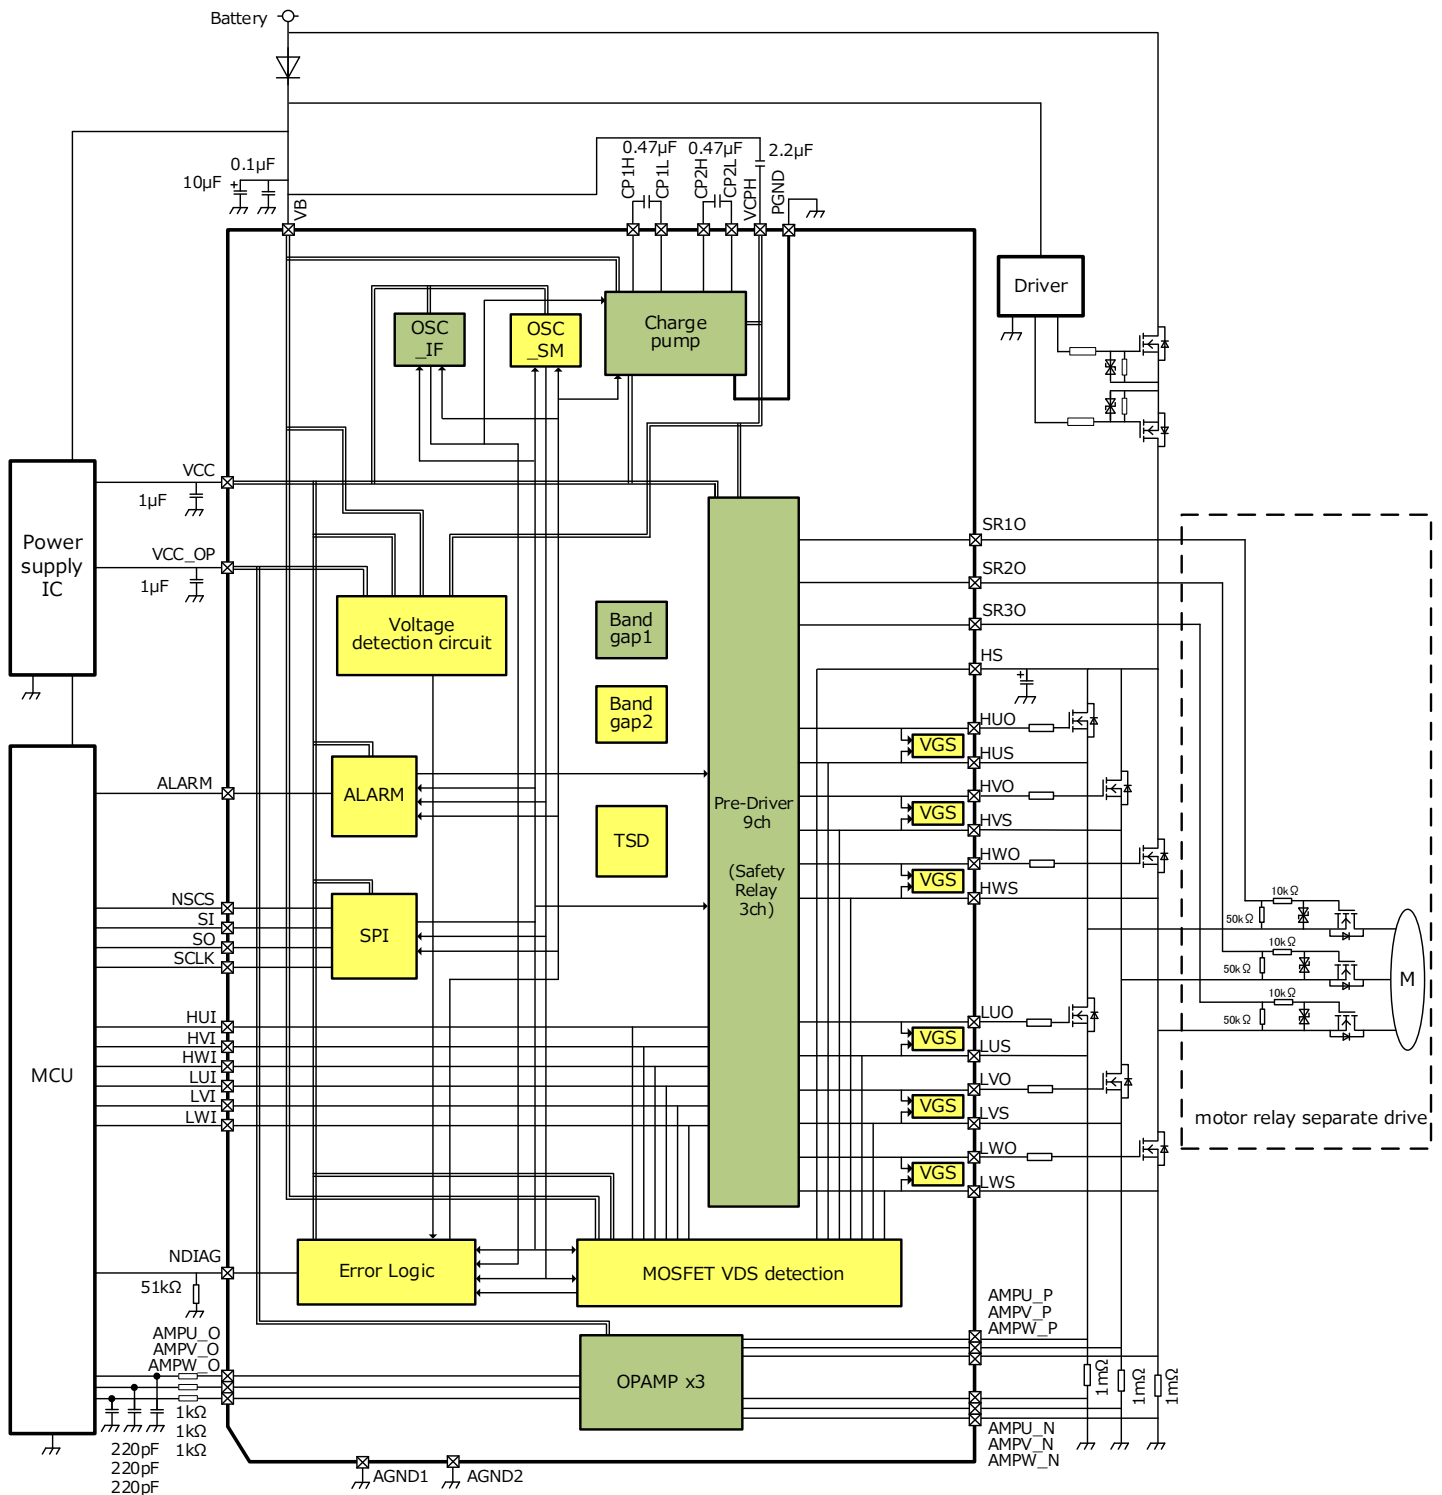 Battery
0.1μF
10μF
VB
0.47μF
0.47μF
2.2μF
CP1H
CP1L
CP2H
CP2L
VCPH
PGND
Driver
OSC
_IF
OSC
_SM
Charge
pump
VCC
1μF
Power
supply
IC
VCC_OP
1μF
SR1O
SR2O
SR3O
HS
Voltage
detection circuit
Band
gap1
Band
gap2
TSD
Pre-Driver
9ch
(Safety
Relay
3ch)
HUO
VGS
HUS
HVO
VGS
HVS
HWO
VGS
HWS
ALARM
ALARM
NSCS
SI
SO
SCLK
SPI
10kΩ
50kΩ
10kΩ
50kΩ
10kΩ
50kΩ
M
motor relay separate drive
MCU
HUI
HVI
HWI
LUI
LVI
LWI
LUO
VGS
LUS
LVO
VGS
LVS
LWO
VGS
LWS
NDIAG
51kΩ
Error Logic
MOSFET VDS detection
AMPU_P
AMPV_P
AMPW_P
AMPU_O
AMPV_O
AMPW_O
OPAMP x3
1mΩ
1mΩ
1mΩ
1kΩ
1kΩ
1kΩ
220pF
220pF
220pF
AMPU_N
AMPV_N
AMPW_N
AGND1
AGND2